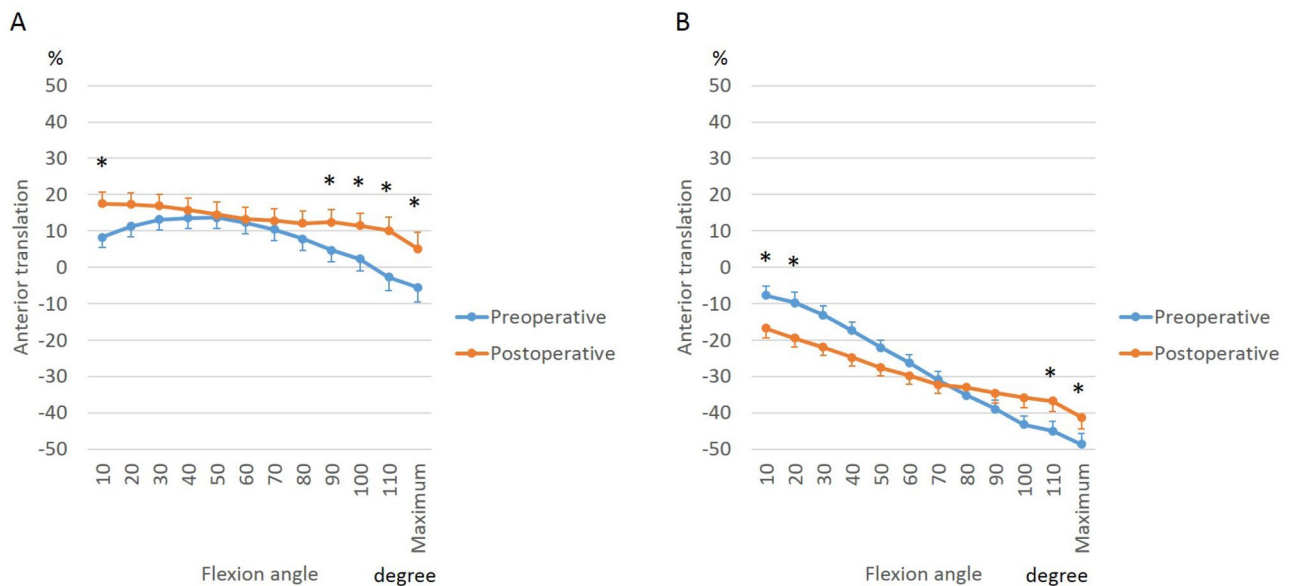 A
%
50
40
30
20
10
0
-10
-20
-30
-40
-50
Anterior translation
* * * * *
10 20 30 40 50 60 70 80 90 100 110 Maximum
Flexion angle degree
Preoperative
Postoperative
B
%
50
40
30
20
10
0
-10
-20
-30
-40
-50
Anterior translation
* * * *
10 20 30 40 50 60 70 80 90 100 110 Maximum
Flexion angle degree
Preoperative
Postoperative